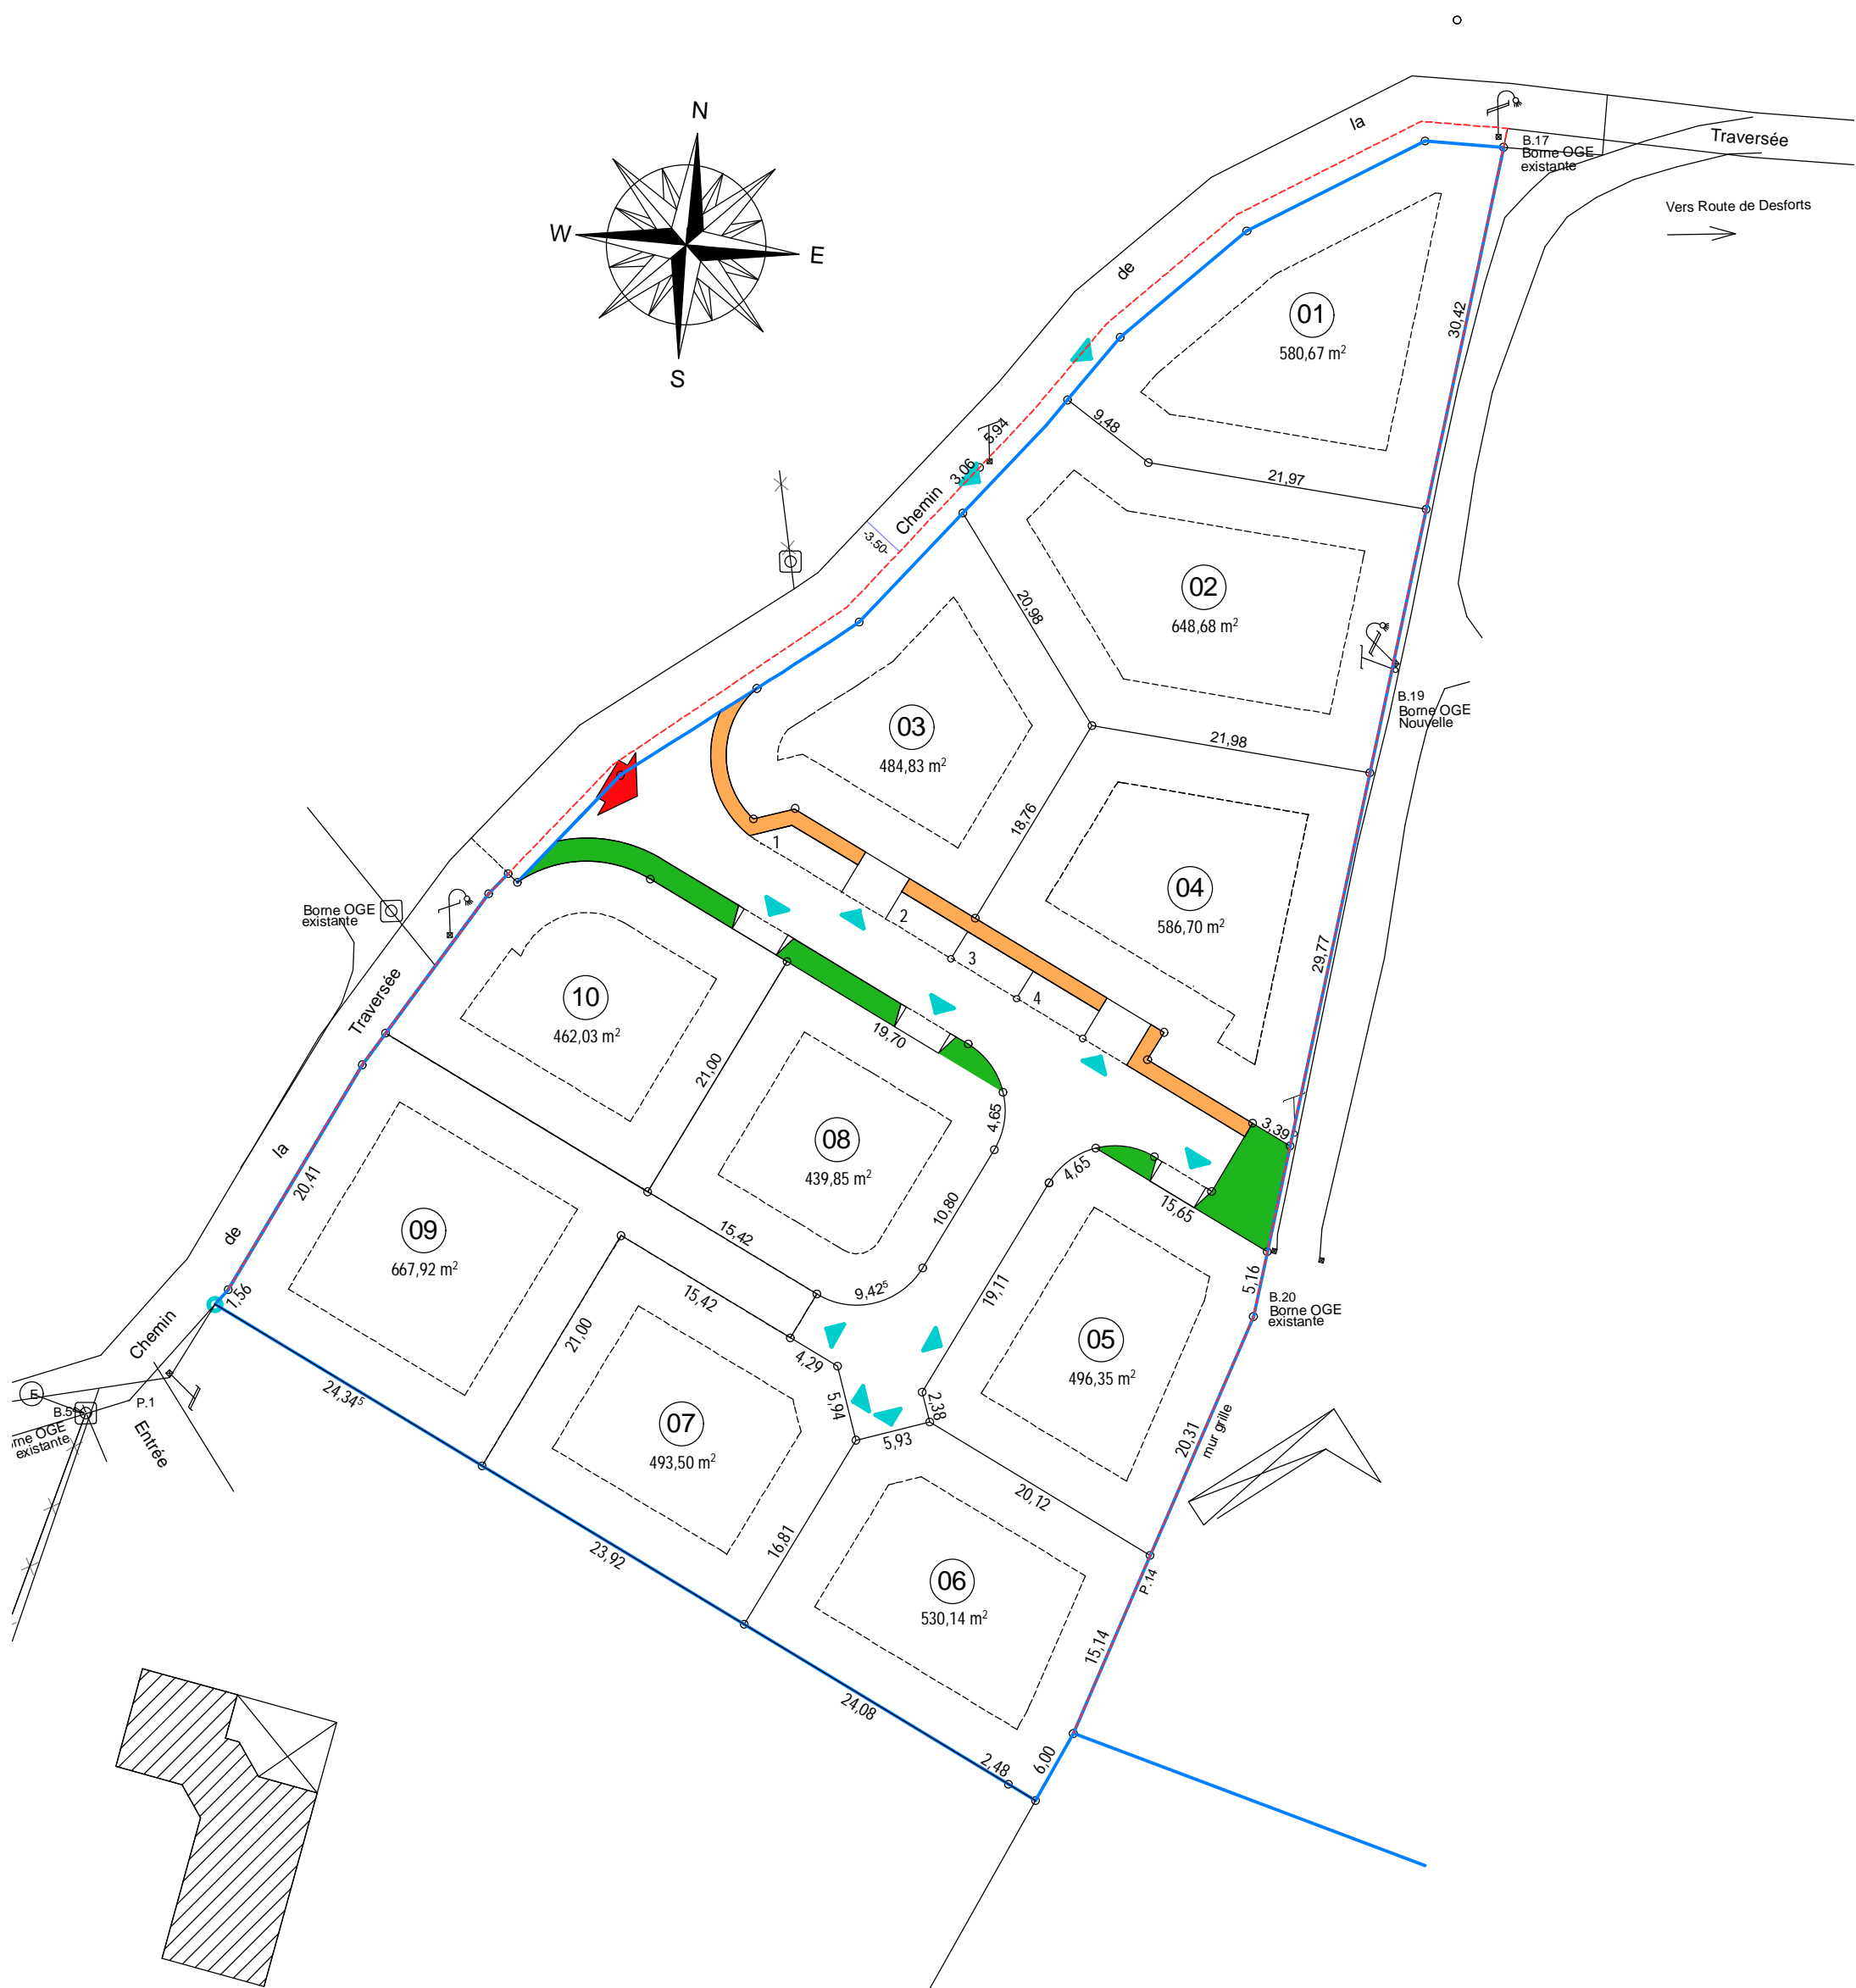 N
W
E
S
la
Traversée
B.17
Borne OGE
existante
Vers Route de Desforts
de
01
580,67 m²
30,42
9,48
5.94
3,06
21,97
Chemin
-3.50-
02
648,68 m²
20,98
B.19
Borne OGE
Nouvelle
03
484,83 m²
21,98
18,76
1
2
3
4
04
586,70 m²
29,77
Borne OGE
existante
Traversée
10
462,03 m²
19,70
21,00
08
439,85 m²
4,65
3,39
4,65
15,65
10,80
la
20,41
de
09
667,92 m²
15,42
9,42⁵
19,11
5,16
B.20
Borne OGE
existante
1,56
Chemin
15,42
21,00
4,29
05
496,35 m²
E
B.59
existante
P.1
Entrée
24,34⁵
5,94
2,38
5,93
07
493,50 m²
20,31
mur grille
20,12
16,81
23,92
06
530,14 m²
P.14
15,14
24,08
2,48
6,00